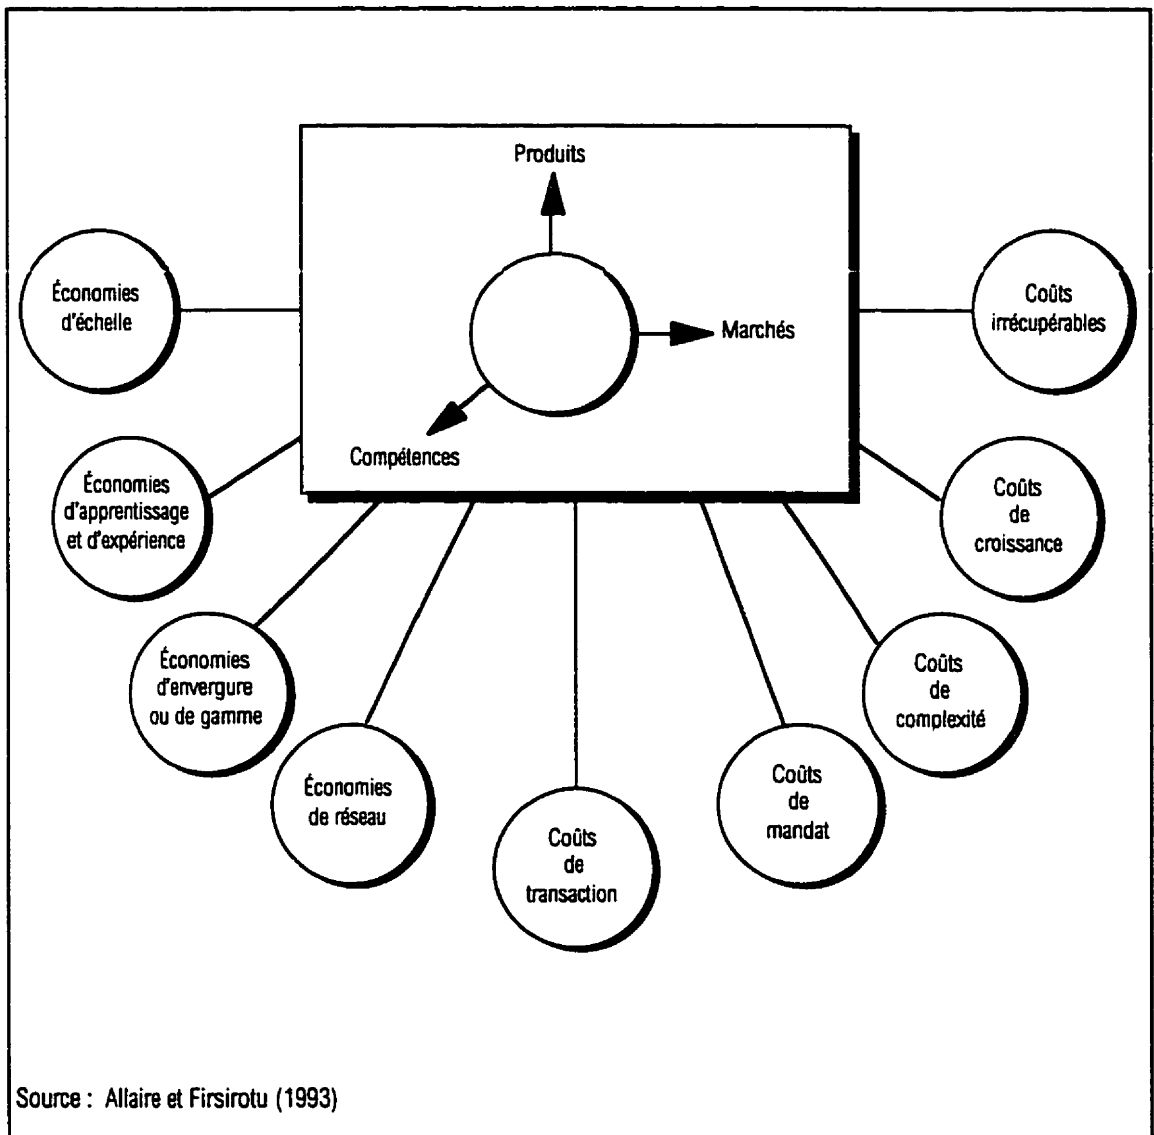 Produits
Marchés
Compétences
Économies
d'échelle
Économies
d'apprentissage
et d'expérience
Économies
d'envergure
ou de gamme
Économies
de réseau
Coûts
de
transaction
Coûts
de
mandat
Coûts
de
complexité
Coûts
de
croissance
Coûts
irrécupérables
Source : Allaire et Firsirotu (1993)